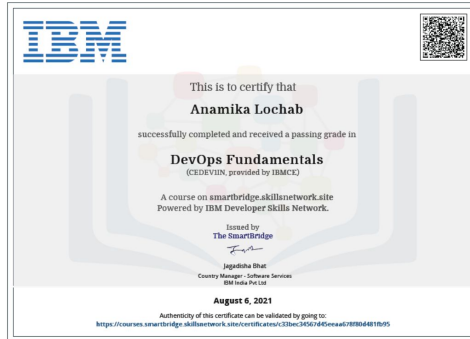 IBM
This is to certify that
Anamika Lochab
successfully completed and received a passing grade in
DevOps Fundamentals
(CEDEVIIN, provided by IBMCE)
A course on smartbridge.skillsnetwork.site
Powered by IBM Developer Skills Network.
Issued by
The SmartBridge
Jagadisha Bhat
Country Manager - Software Services
IBM India Pvt Ltd
August 6, 2021
Authenticity of this certificate can be validated by going to:
https://courses.smartbridge.skillsnetwork.site/certificates/c33bec34567d45eeaa678f80d481fb95